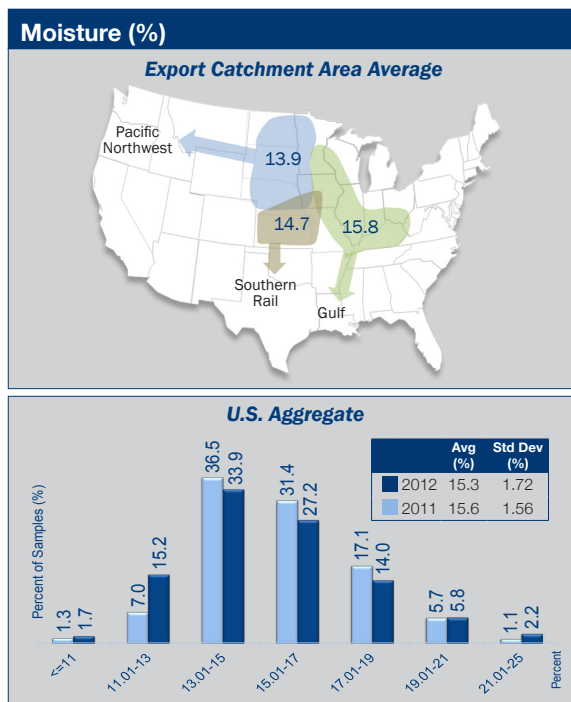 Moisture (%)
Export Catchment Area Average
Pacific
Northwest
13.9
14.7
15.8
Southern
Rail
Gulf
U.S. Aggregate
Avg
(%)
Std Dev
(%)
2012 15.3 1.72
2011 15.6 1.56
Percent of Samples (%)
1.3 1.7
7.0 15.2
36.5 33.9
31.4 27.2
17.1 14.0
5.7 5.8
1.1 2.2
<=11
11.01-13
13.01-15
15.01-17
17.01-19
19.01-21
21.01-25
Percent